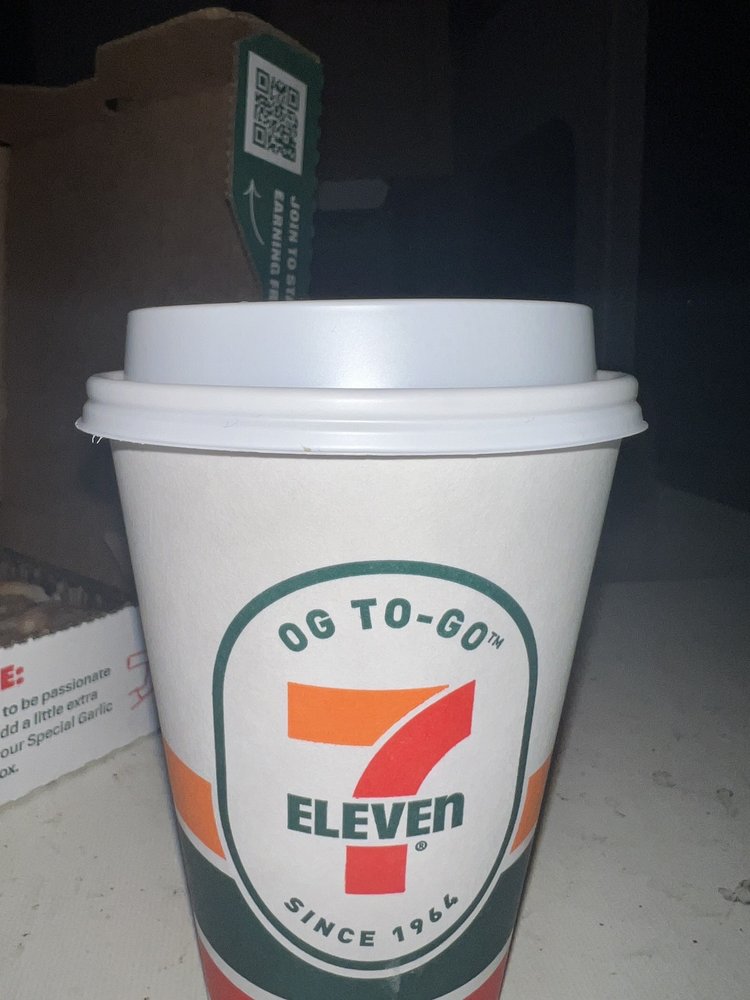 JOIN TO ST
EARNING FR
OG TO-GO™
7
ELEVEn
®
SINCE 1964
E:
to be passionate
dd a little extra
our Special Garlic
ox.